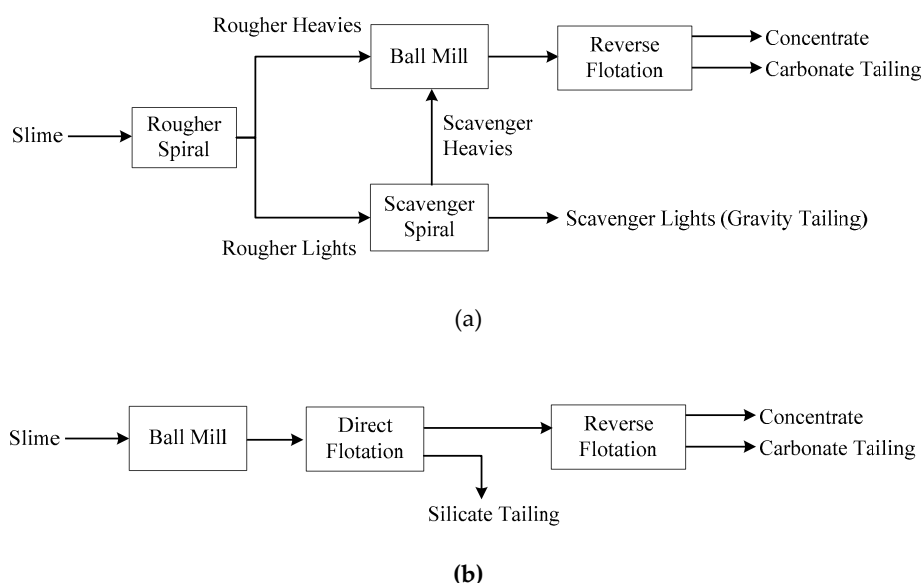 Rougher Heavies
Ball Mill
Reverse
Flotation
Concentrate
Carbonate Tailing
Slime
Rougher
Spiral
Scavenger
Heavies
Scavenger
Spiral
Scavenger Lights (Gravity Tailing)
Rougher Lights
(a)
Slime
Ball Mill
Direct
Flotation
Reverse
Flotation
Concentrate
Carbonate Tailing
Silicate Tailing
(b)